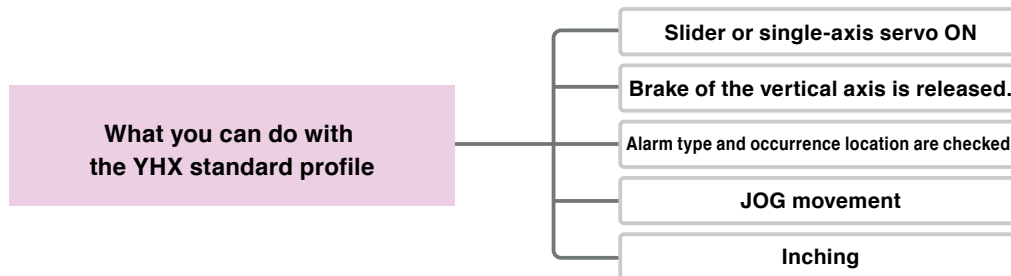 What you can do with
the YHX standard profile
Slider or single-axis servo ON
Brake of the vertical axis is released.
Alarm type and occurrence location are checked
JOG movement
Inching